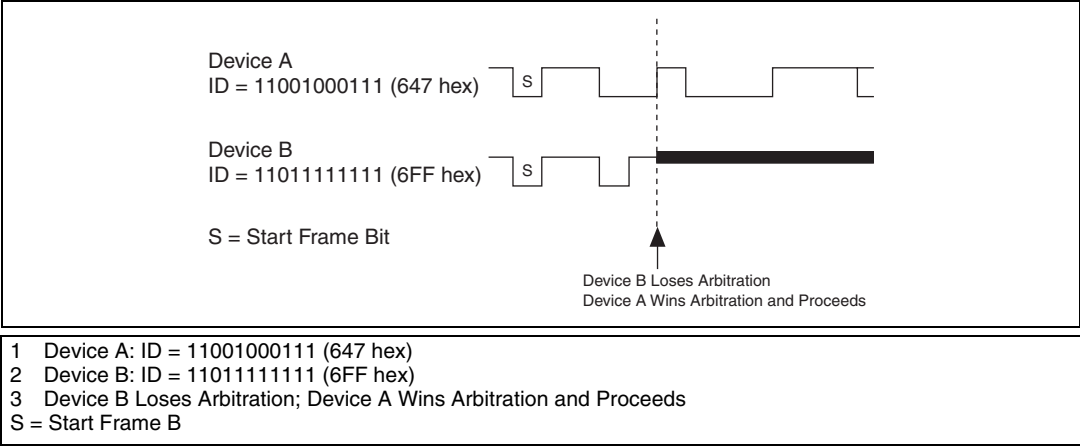 Device A
ID = 11001000111 (647 hex)
S
Device B
ID = 11011111111 (6FF hex)
S
S = Start Frame Bit
Device B Loses Arbitration
Device A Wins Arbitration and Proceeds
1 Device A: ID = 11001000111 (647 hex)
2 Device B: ID = 11011111111 (6FF hex)
3 Device B Loses Arbitration; Device A Wins Arbitration and Proceeds
S = Start Frame B